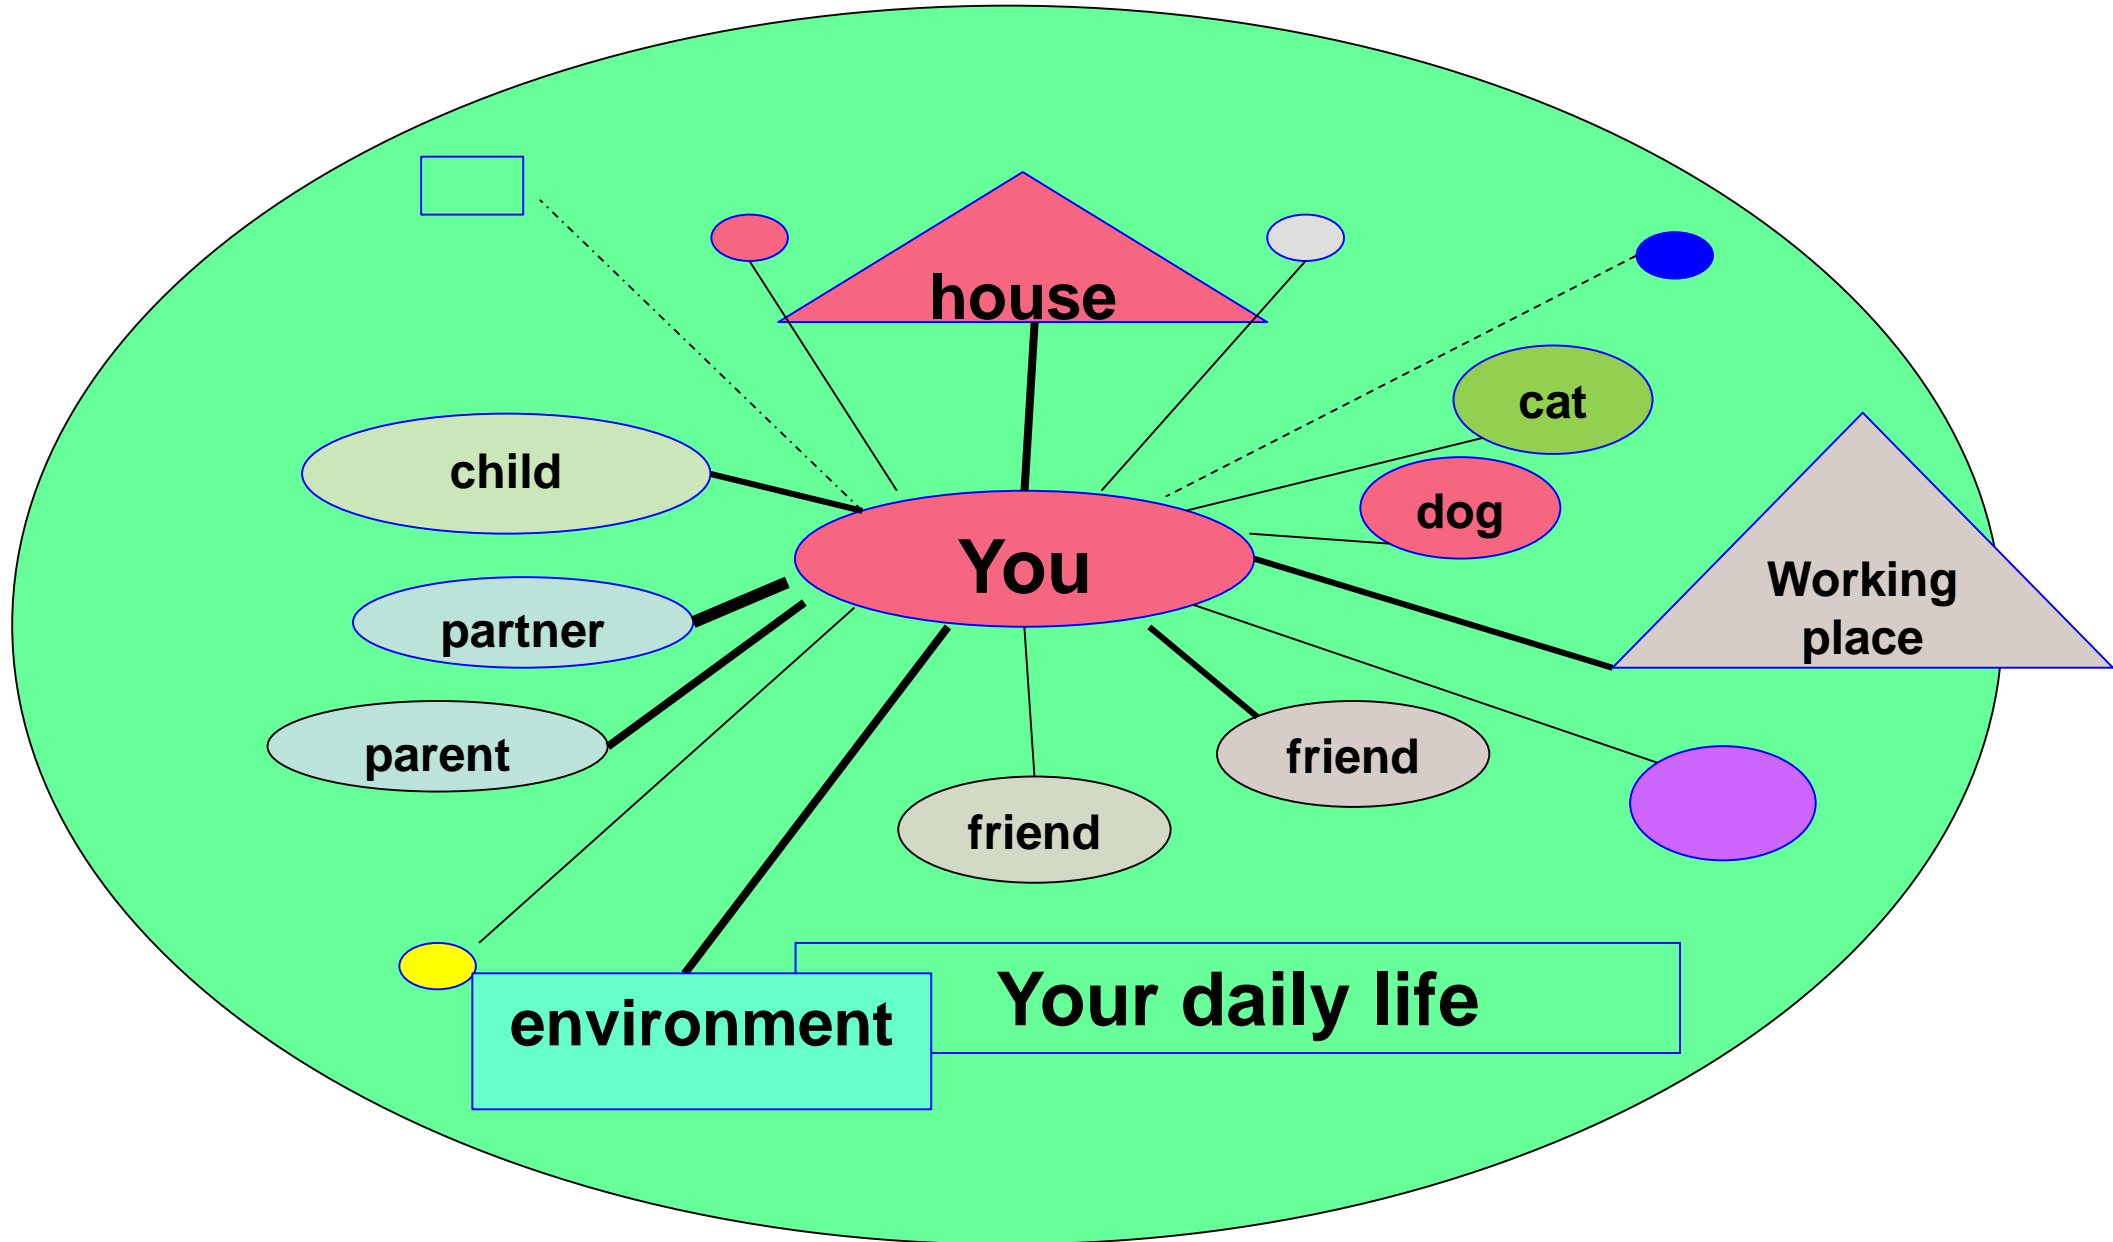 house
cat
child
dog
You
Working
place
partner
parent
friend
friend
Your daily life
environment